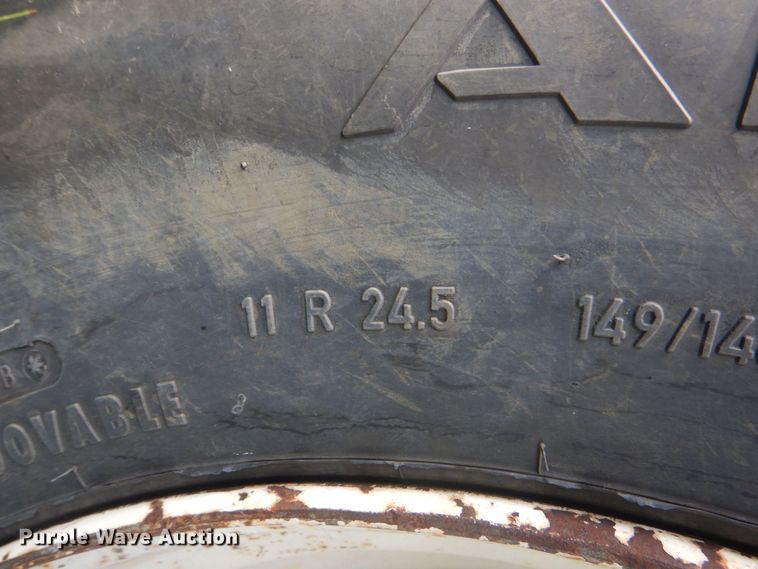 A
11 R 24.5 149/14
B
OVABLE
Purple Wave Auction